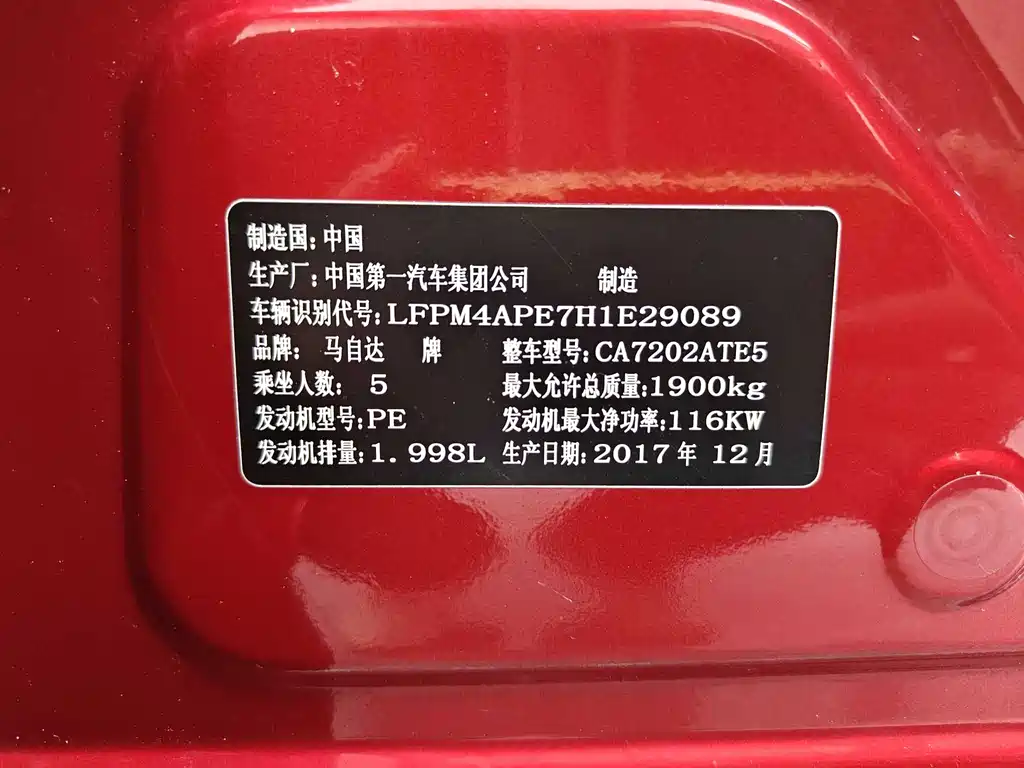 制造国:中国
生产厂:中国第一汽车集团公司 制造
车辆识别代号:LFPM4APE7H1E29089
品牌: 马自达 牌 整车型号:CA7202ATE5
乘坐人数: 5 最大允许总质量:1900kg
发动机型号:PE 发动机最大净功率:116KW
发动机排量:1.998L 生产日期:2017年 12月